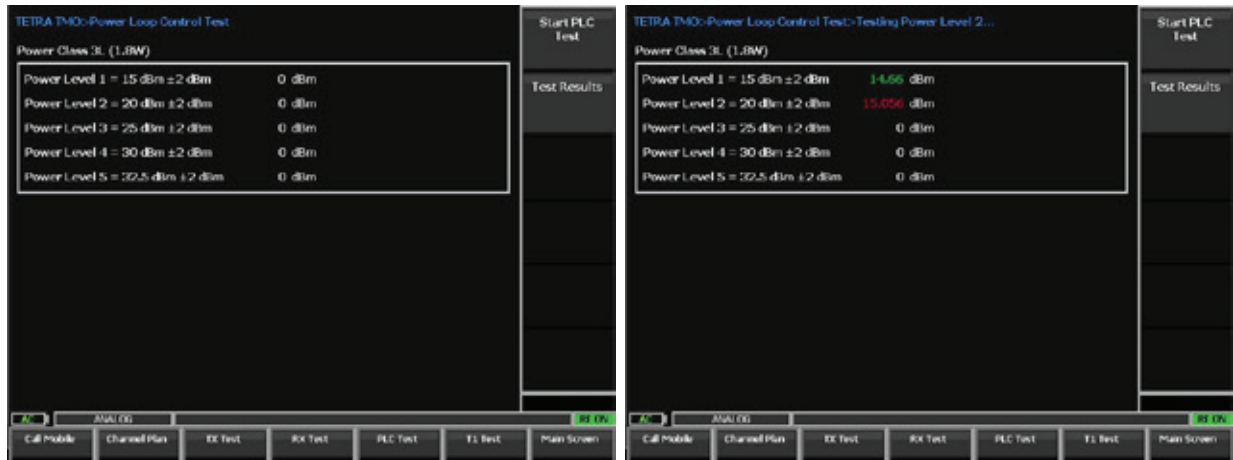 TETRA TMO:>Power Loop Control Test
Power Class 3L (1.8W)
Power Level 1 = 15 dBm ±2 dBm 0 dBm
Power Level 2 = 20 dBm ±2 dBm 0 dBm
Power Level 3 = 25 dBm ±2 dBm 0 dBm
Power Level 4 = 30 dBm ±2 dBm 0 dBm
Power Level 5 = 32.5 dBm ±2 dBm 0 dBm
Start PLC
Test
Test Results
AC ANALOG RF ON
Call Mobile Channel Plan TX Test RX Test PLC Test T1 Test Main Screen
TETRA TMO:>Power Loop Control Test:>Testing Power Level 2...
Power Class 3L (1.8W)
Power Level 1 = 15 dBm ±2 dBm 14.66 dBm
Power Level 2 = 20 dBm ±2 dBm 15.056 dBm
Power Level 3 = 25 dBm ±2 dBm 0 dBm
Power Level 4 = 30 dBm ±2 dBm 0 dBm
Power Level 5 = 32.5 dBm ±2 dBm 0 dBm
Start PLC
Test
Test Results
AC ANALOG RF ON
Call Mobile Channel Plan TX Test RX Test PLC Test T1 Test Main Screen